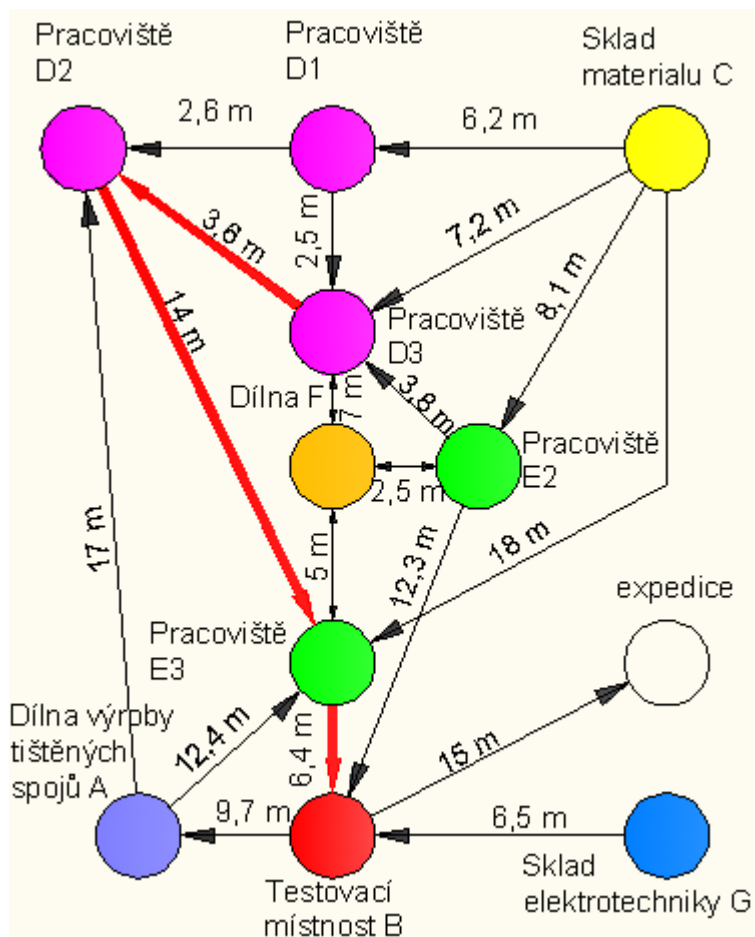 Pracoviště
D2
Pracoviště
D1
Sklad
materialu C
2,6 m
6,2 m
3,6 m
2,5 m
7,2 m
8,1 m
14 m
Pracoviště
D3
Dílna F
7 m
3,8 m
Pracoviště
E2
2,5 m
17 m
5 m
12,3 m
18 m
expedice
Pracoviště
E3
Dílna výroby
tištěných
spojů A
12,4 m
6,4 m
15 m
9,7 m
6,5 m
Testovací
místnost B
Sklad
elektrotechniky G